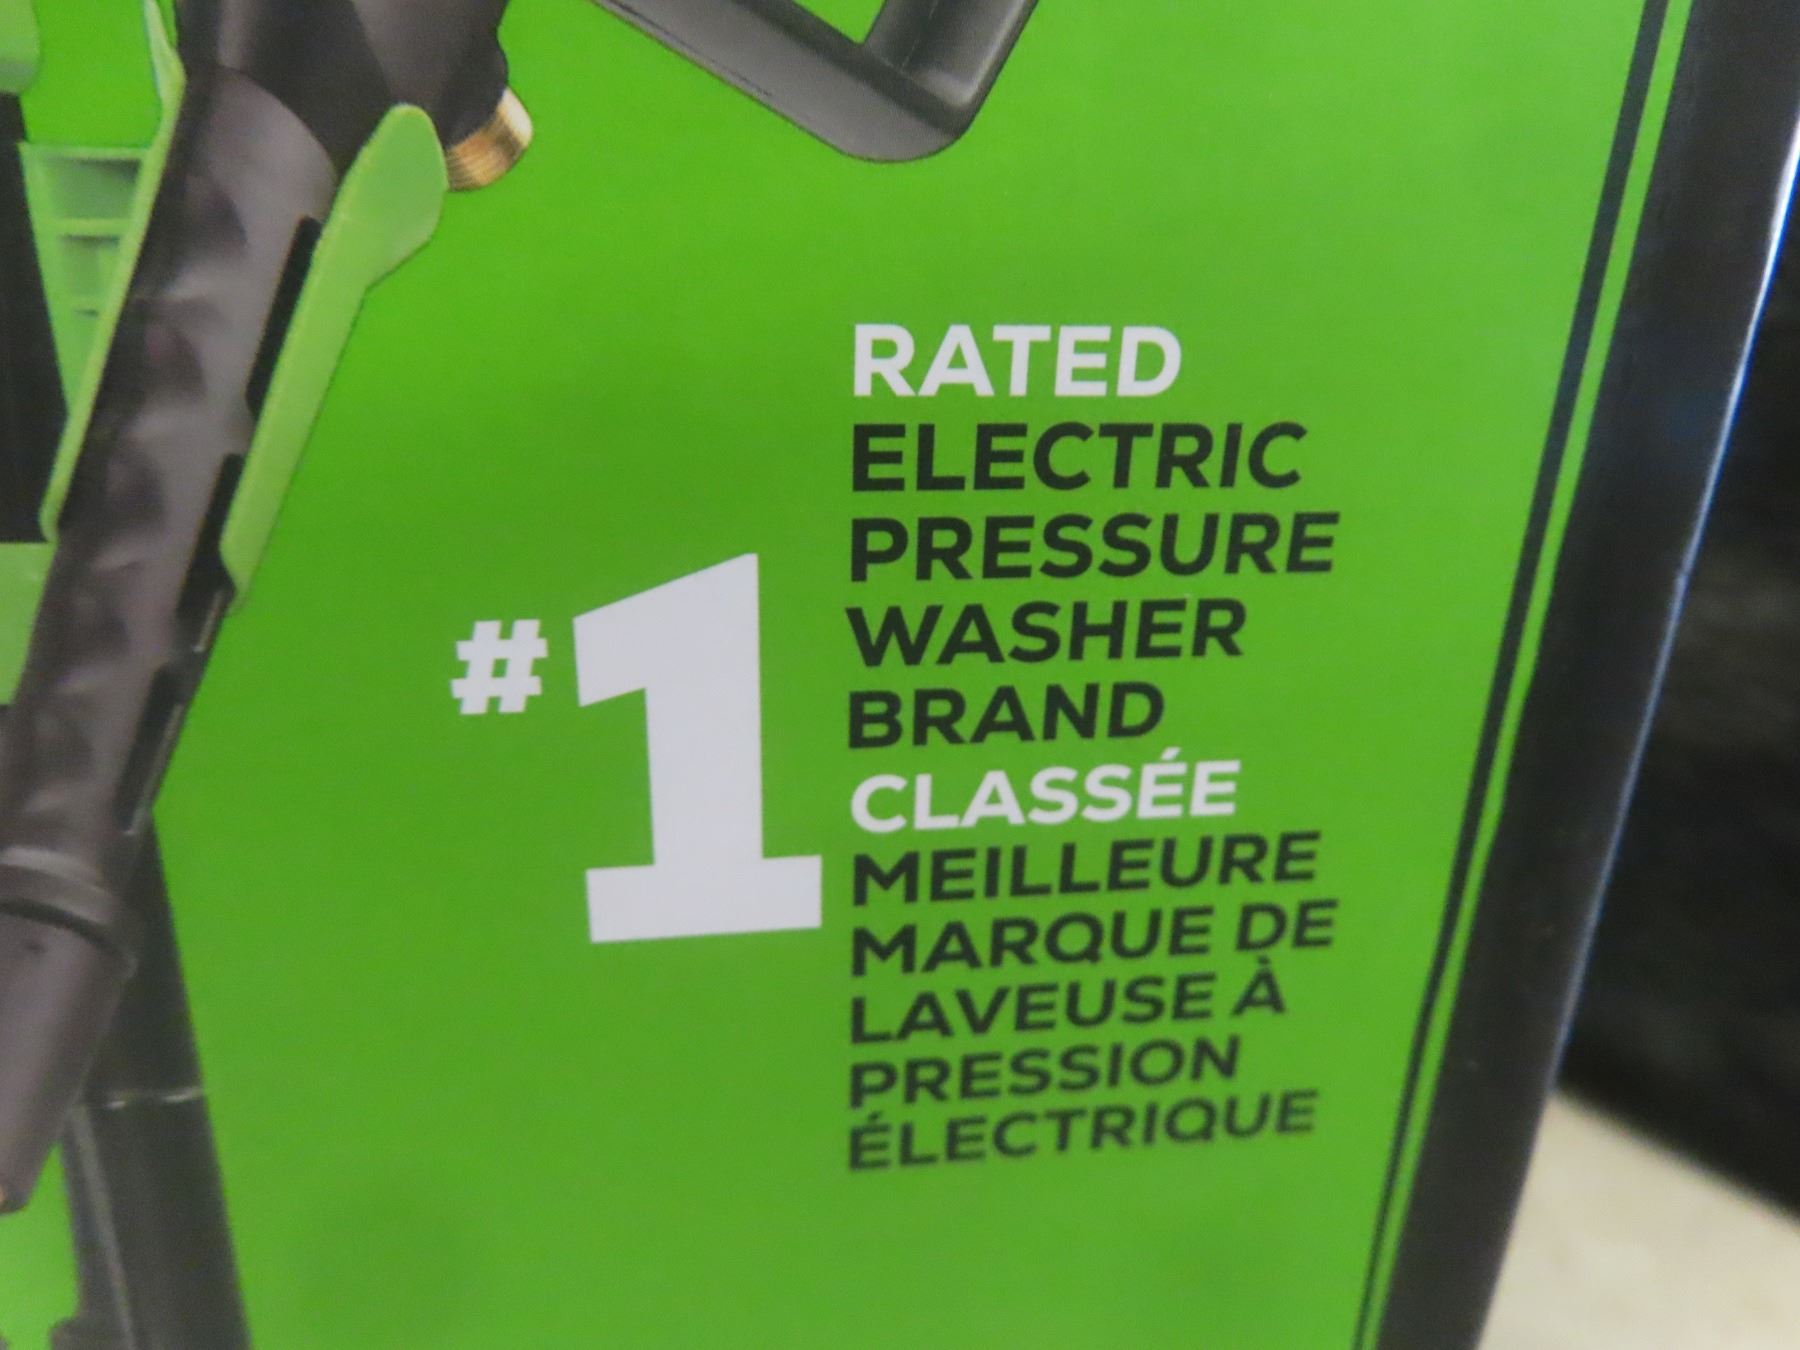 #1
RATED
ELECTRIC
PRESSURE
WASHER
BRAND
CLASSÉE
MEILLEURE
MARQUE DE
LAVEUSE À
PRESSION
ÉLECTRIQUE